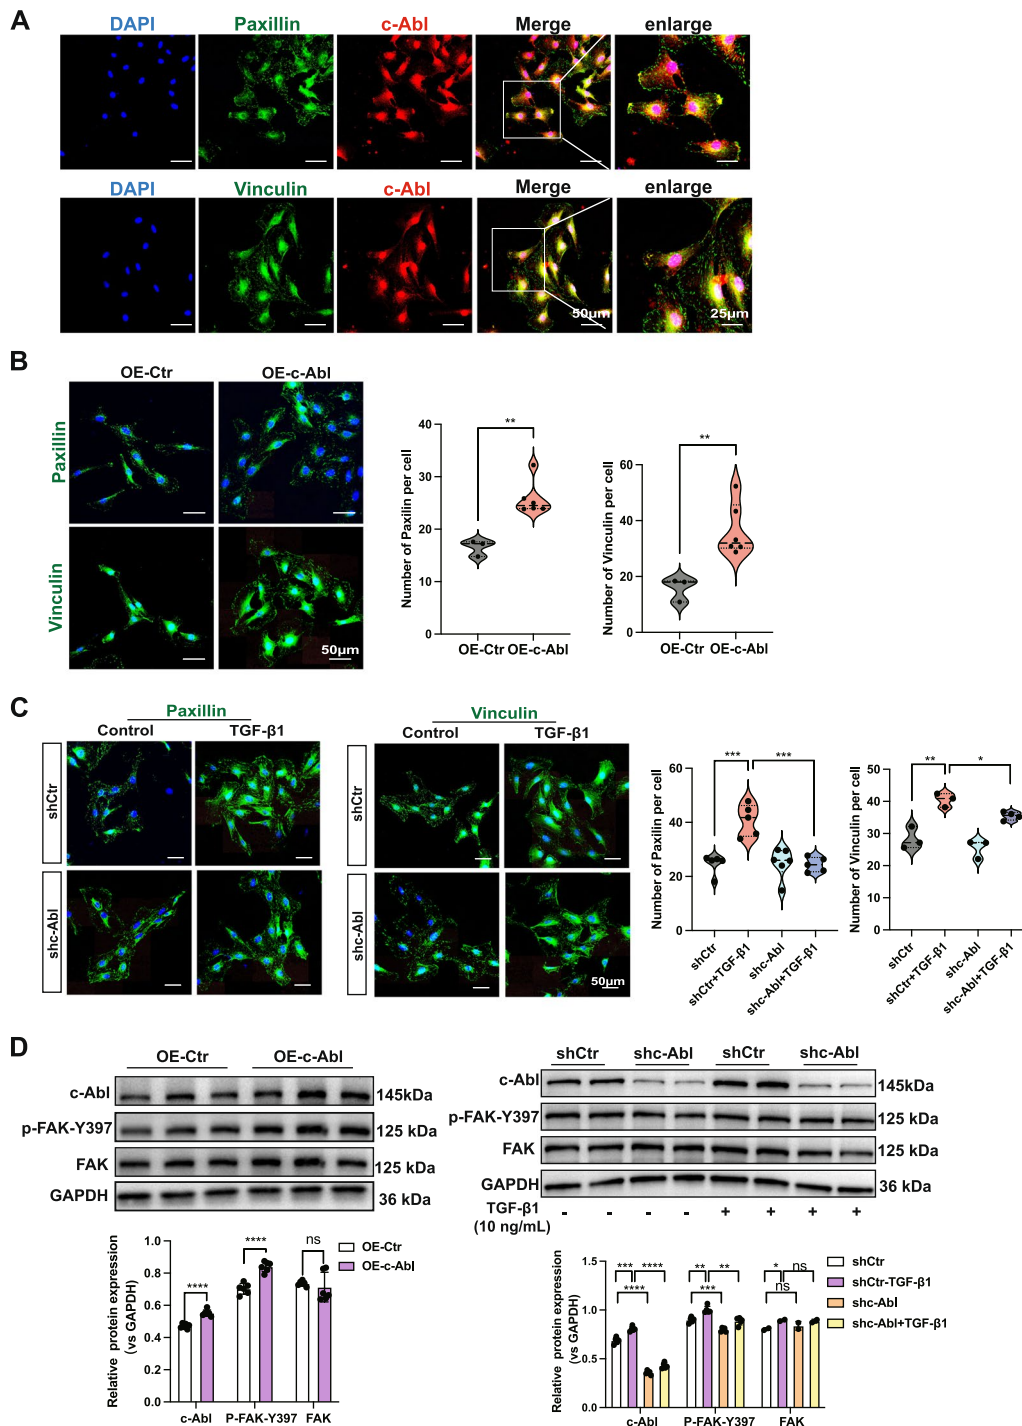 A
DAPI Paxillin c-Abl Merge enlarge
DAPI Vinculin c-Abl Merge enlarge
50μm 25μm
B
OE-Ctr OE-c-Abl
Paxillin
Vinculin
50μm
Number of Paxilin per cell
40
30
20
10
0
**
OE-Ctr OE-c-Abl
Number of Vinculin per cell
60
40
20
0
**
OE-Ctr OE-c-Abl
C
Paxillin
Control TGF-β1
shCtr
shc-Abl
Vinculin
Control TGF-β1
50μm
Number of Paxilin per cell
60
40
20
0
*** ***
shCtr
shCtr+TGF-β1
shc-Abl
shc-Abl+TGF-β1
Number of Vinculin per cell
50
40
30
20
10
0
** *
shCtr
shCtr+TGF-β1
shc-Abl
shc-Abl+TGF-β1
D
OE-Ctr OE-c-Abl
c-Abl 145kDa
p-FAK-Y397 125 kDa
FAK 125 kDa
GAPDH 36 kDa
shCtr shc-Abl shCtr shc-Abl
c-Abl 145kDa
p-FAK-Y397 125 kDa
FAK 125 kDa
GAPDH 36 kDa
TGF-β1 - - - - + + + +
(10 ng/mL)
Relative protein expression
(vs GAPDH)
1.0
0.8
0.6
0.4
0.2
0.0
**** **** ns
OE-Ctr
OE-c-Abl
c-Abl P-FAK-Y397 FAK
Relative protein expression
(vs GAPDH)
1.5
1.0
0.5
0.0
*** **** ** ** * ns
**** *** ns
shCtr
shCtr-TGF-β1
shc-Abl
shc-Abl+TGF-β1
c-Abl P-FAK-Y397 FAK